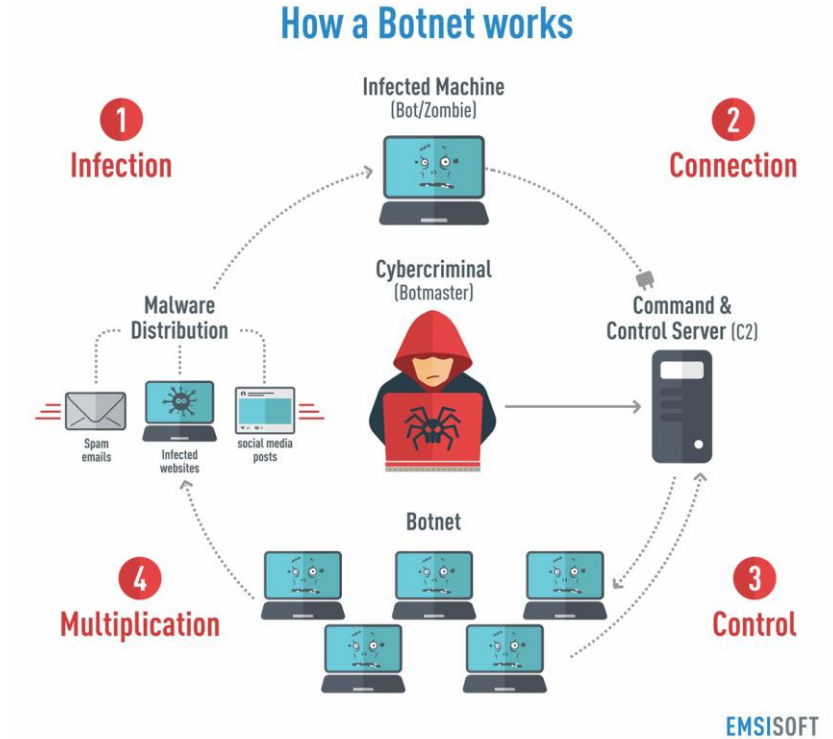 How a Botnet works
1
Infection
Infected Machine
(Bot/Zombie)
2
Connection
Malware
Distribution
Spam
emails
Infected
websites
social media
posts
Cybercriminal
(Botmaster)
Command &
Control Server (C2)
Botnet
3
Control
4
Multiplication
EMSISOFT